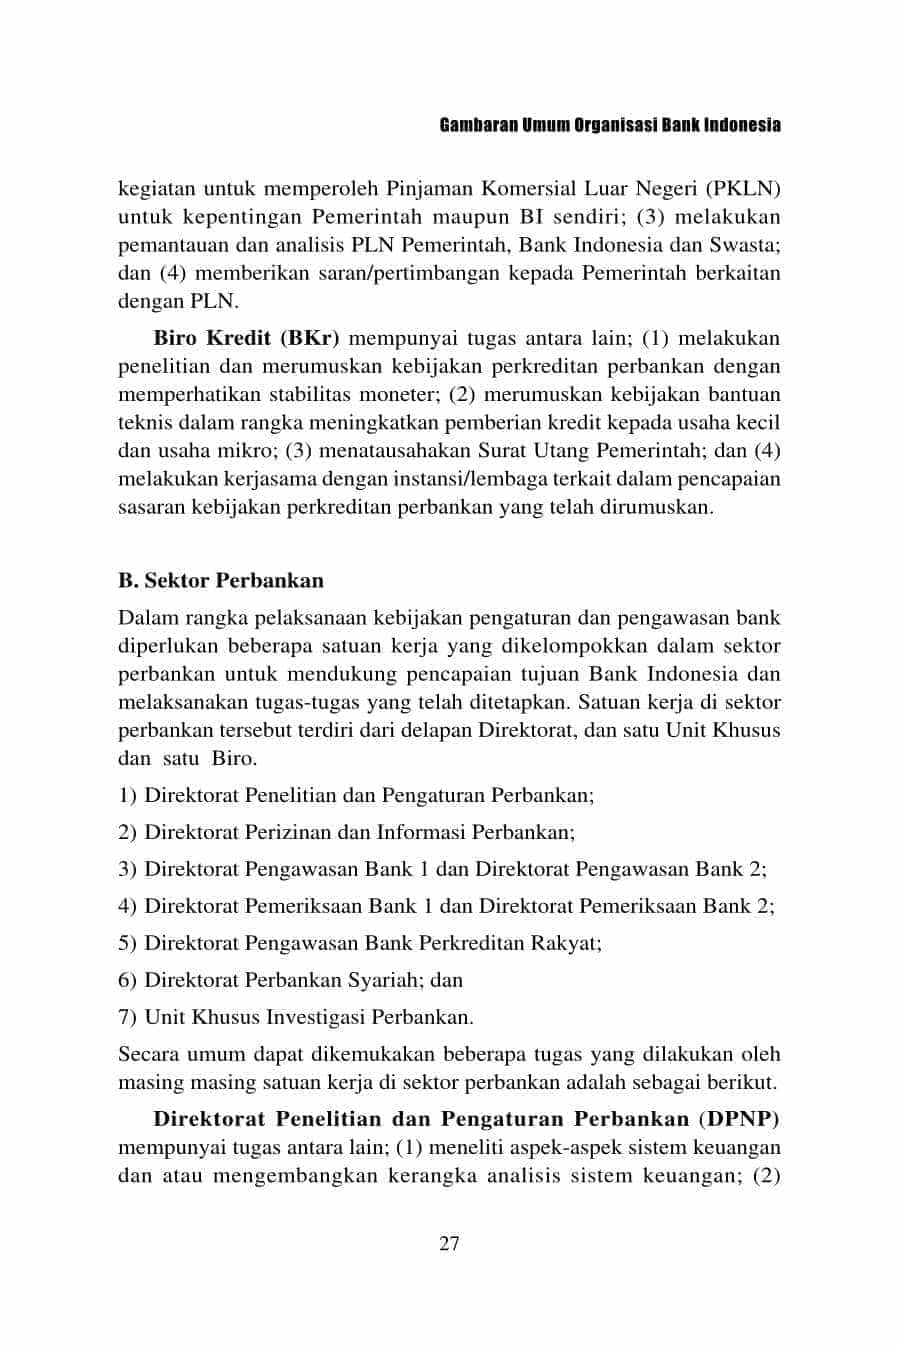 Gambaran Umum Organisasi Bank Indonesia
kegiatan untuk memperoleh Pinjaman Komersial Luar Negeri (PKLN)
untuk kepentingan Pemerintah maupun BI sendiri; (3) melakukan
pemantauan dan analisis PLN Pemerintah, Bank Indonesia dan Swasta;
dan (4) memberikan saran/pertimbangan kepada Pemerintah berkaitan
dengan PLN.
Biro Kredit (BKr) mempunyai tugas antara lain; (1) melakukan
penelitian dan merumuskan kebijakan perkreditan perbankan dengan
memperhatikan stabilitas moneter; (2) merumuskan kebijakan bantuan
teknis dalam rangka meningkatkan pemberian kredit kepada usaha kecil
dan usaha mikro; (3) menatausahakan Surat Utang Pemerintah; dan (4)
melakukan kerjasama dengan instansi/lembaga terkait dalam pencapaian
sasaran kebijakan perkreditan perbankan yang telah dirumuskan.
B. Sektor Perbankan
Dalam rangka pelaksanaan kebijakan pengaturan dan pengawasan bank
diperlukan beberapa satuan kerja yang dikelompokkan dalam sektor
perbankan untuk mendukung pencapaian tujuan Bank Indonesia dan
melaksanakan tugas-tugas yang telah ditetapkan. Satuan kerja di sektor
perbankan tersebut terdiri dari delapan Direktorat, dan satu Unit Khusus
dan satu Biro.
1) Direktorat Penelitian dan Pengaturan Perbankan;
2) Direktorat Perizinan dan Informasi Perbankan;
3) Direktorat Pengawasan Bank 1 dan Direktorat Pengawasan Bank 2;
4) Direktorat Pemeriksaan Bank 1 dan Direktorat Pemeriksaan Bank 2;
5) Direktorat Pengawasan Bank Perkreditan Rakyat;
6) Direktorat Perbankan Syariah; dan
7) Unit Khusus Investigasi Perbankan.
Secara umum dapat dikemukakan beberapa tugas yang dilakukan oleh
masing masing satuan kerja di sektor perbankan adalah sebagai berikut.
Direktorat Penelitian dan Pengaturan Perbankan (DPNP)
mempunyai tugas antara lain; (1) meneliti aspek-aspek sistem keuangan
dan atau mengembangkan kerangka analisis sistem keuangan; (2)
27